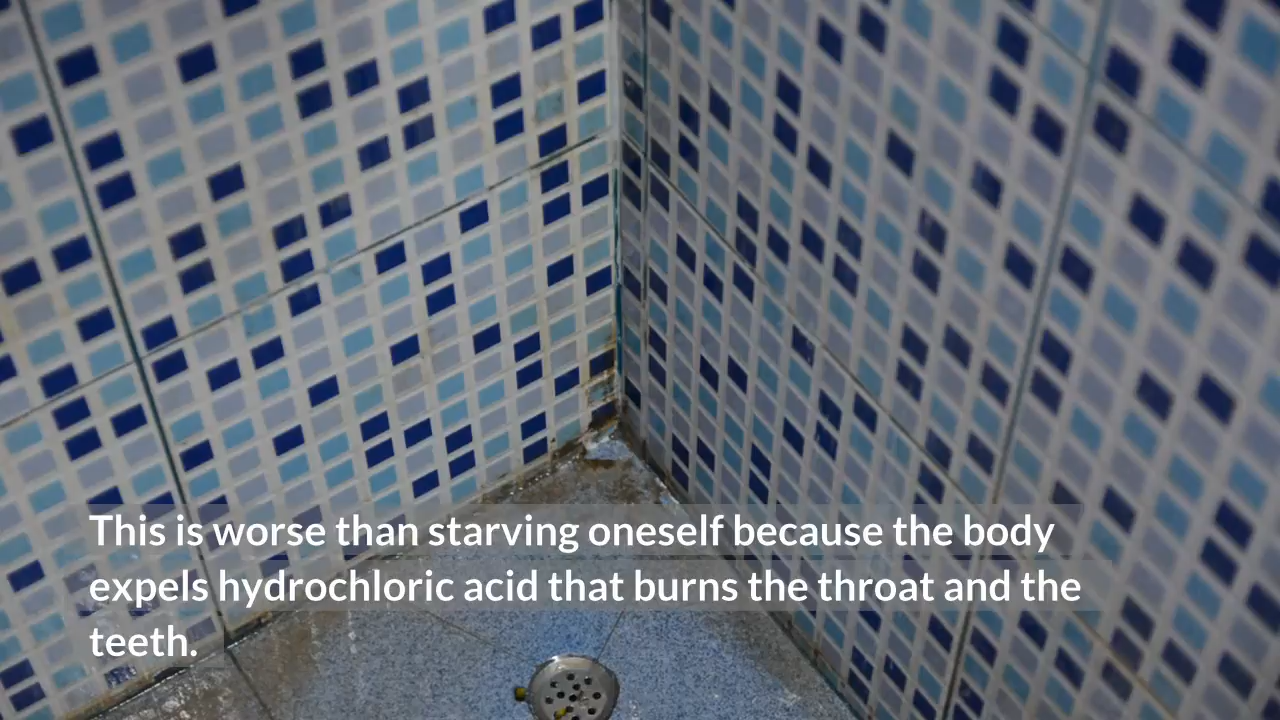 This is worse than starving oneself because the body
expels hydrochloric acid that burns the throat and the
teeth.